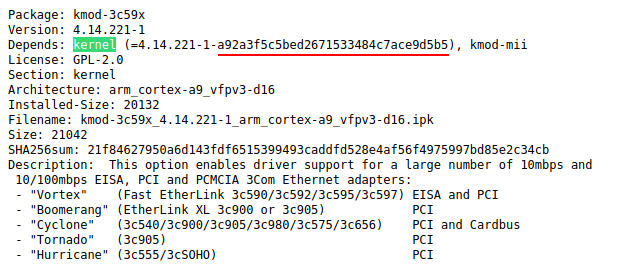 Package: kmod-3c59x
Version: 4.14.221-1
Depends: kernel (=4.14.221-1-a92a3f5c5bed2671533484c7ace9d5b5), kmod-mii
License: GPL-2.0
Section: kernel
Architecture: arm_cortex-a9_vfpv3-d16
Installed-Size: 20132
Filename: kmod-3c59x_4.14.221-1_arm_cortex-a9_vfpv3-d16.ipk
Size: 21042
SHA256sum: 21f84627950a6d143fdf6515399493caddfd528e4af56f4975997bd85e2c34cb
Description:  This option enables driver support for a large number of 10mbps and
 10/100mbps EISA, PCI and PCMCIA 3Com Ethernet adapters:
 - "Vortex"    (Fast EtherLink 3c590/3c592/3c595/3c597) EISA and PCI
 - "Boomerang" (EtherLink XL 3c900 or 3c905)            PCI
 - "Cyclone"   (3c540/3c900/3c905/3c980/3c575/3c656)    PCI and Cardbus
 - "Tornado"   (3c905)                                  PCI
 - "Hurricane" (3c555/3cSOHO)                           PCI